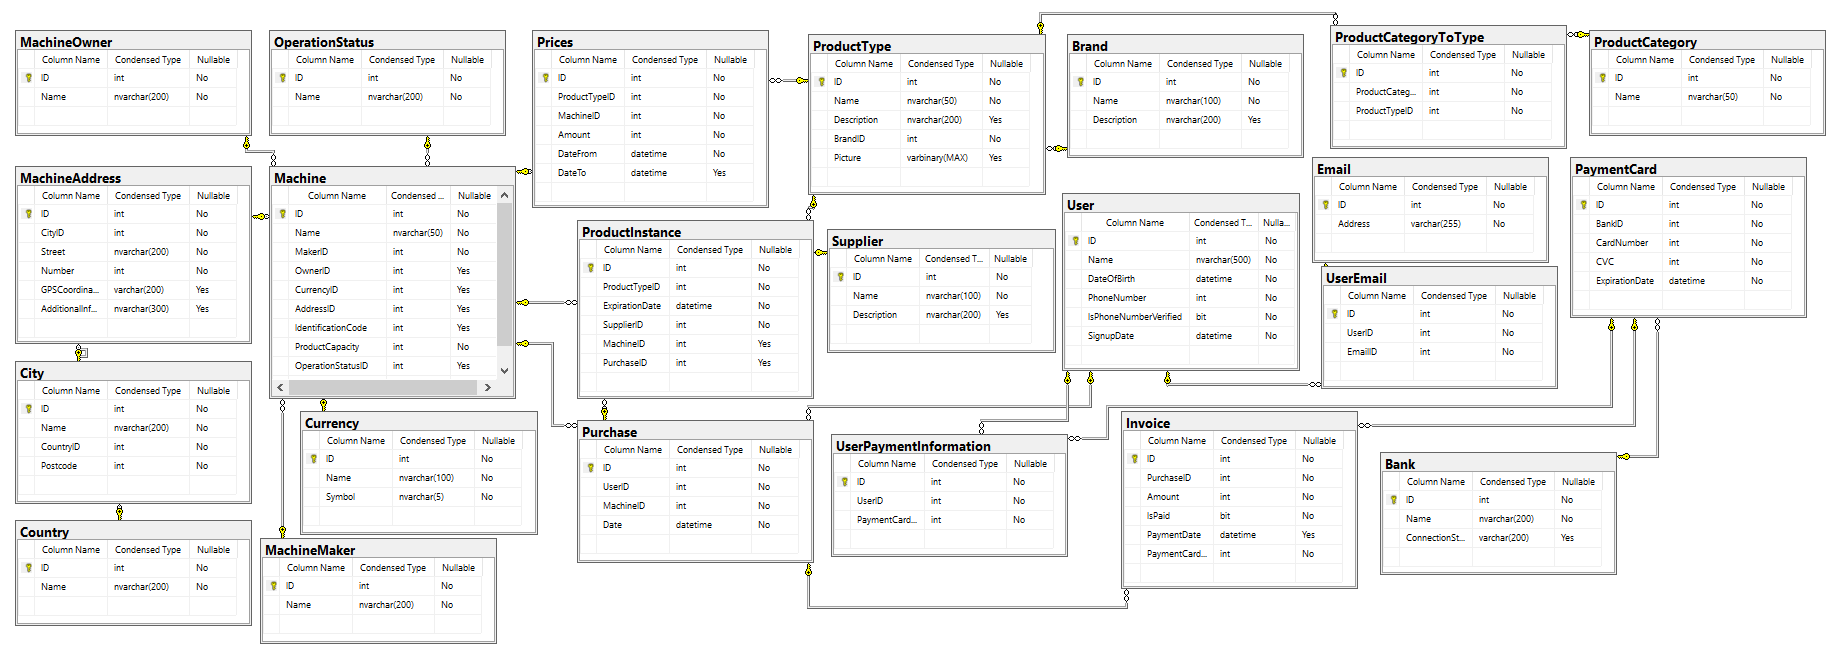 MachineOwner
Column Name Condensed Type Nullable
ID int No
Name nvarchar(200) No
OperationStatus
Column Name Condensed Type Nullable
ID int No
Name nvarchar(200) No
Prices
Column Name Condensed Type Nullable
ID int No
ProductTypeID int No
MachineID int No
Amount int No
DateFrom datetime No
DateTo datetime Yes
ProductType
Column Name Condensed Type Nullable
ID int No
Name nvarchar(50) No
Description nvarchar(200) Yes
BrandID int No
Picture varbinary(MAX) Yes
Brand
Column Name Condensed Type Nullable
ID int No
Name nvarchar(100) No
Description nvarchar(200) Yes
ProductCategoryToType
Column Name Condensed Type Nullable
ID int No
ProductCateg... int No
ProductTypeID int No
ProductCategory
Column Name Condensed Type Nullable
ID int No
Name nvarchar(50) No
MachineAddress
Column Name Condensed Type Nullable
ID int No
CityID int No
Street nvarchar(200) No
Number int No
GPSCoordina... varchar(200) Yes
AdditionalInf... nvarchar(300) Yes
Machine
Column Name Condensed ... Nullable
ID int No
Name nvarchar(50) No
MakerID int No
OwnerID int Yes
CurrencyID int Yes
AddressID int Yes
IdentificationCode int Yes
ProductCapacity int No
OperationStatusID int Yes
ProductInstance
Column Name Condensed Type Nullable
ID int No
ProductTypeID int No
ExpirationDate datetime No
SupplierID int No
MachineID int Yes
PurchaseID int Yes
Supplier
Column Name Condensed T... Nullable
ID int No
Name nvarchar(100) No
Description nvarchar(200) Yes
User
Column Name Condensed T... Nulla...
ID int No
Name nvarchar(500) No
DateOfBirth datetime No
PhoneNumber int No
IsPhoneNumberVerified bit No
SignupDate datetime No
Email
Column Name Condensed Type Nullable
ID int No
Address varchar(255) No
UserEmail
Column Name Condensed Type Nullable
ID int No
UserID int No
EmailID int No
PaymentCard
Column Name Condensed Type Nullable
ID int No
BankID int No
CardNumber int No
CVC int No
ExpirationDate datetime No
City
Column Name Condensed Type Nullable
ID int No
Name nvarchar(200) No
CountryID int No
Postcode int No
Country
Column Name Condensed Type Nullable
ID int No
Name nvarchar(200) No
Currency
Column Name Condensed Type Nullable
ID int No
Name nvarchar(100) No
Symbol nvarchar(5) No
MachineMaker
Column Name Condensed Type Nullable
ID int No
Name nvarchar(200) No
Purchase
Column Name Condensed Type Nullable
ID int No
UserID int No
MachineID int No
Date datetime No
UserPaymentInformation
Column Name Condensed Type Nullable
ID int No
UserID int No
PaymentCard... int No
Invoice
Column Name Condensed Type Nullable
ID int No
PurchaseID int No
Amount int No
IsPaid bit No
PaymentDate datetime Yes
PaymentCard... int No
Bank
Column Name Condensed Type Nullable
ID int No
Name nvarchar(200) No
ConnectionSt... varchar(200) Yes